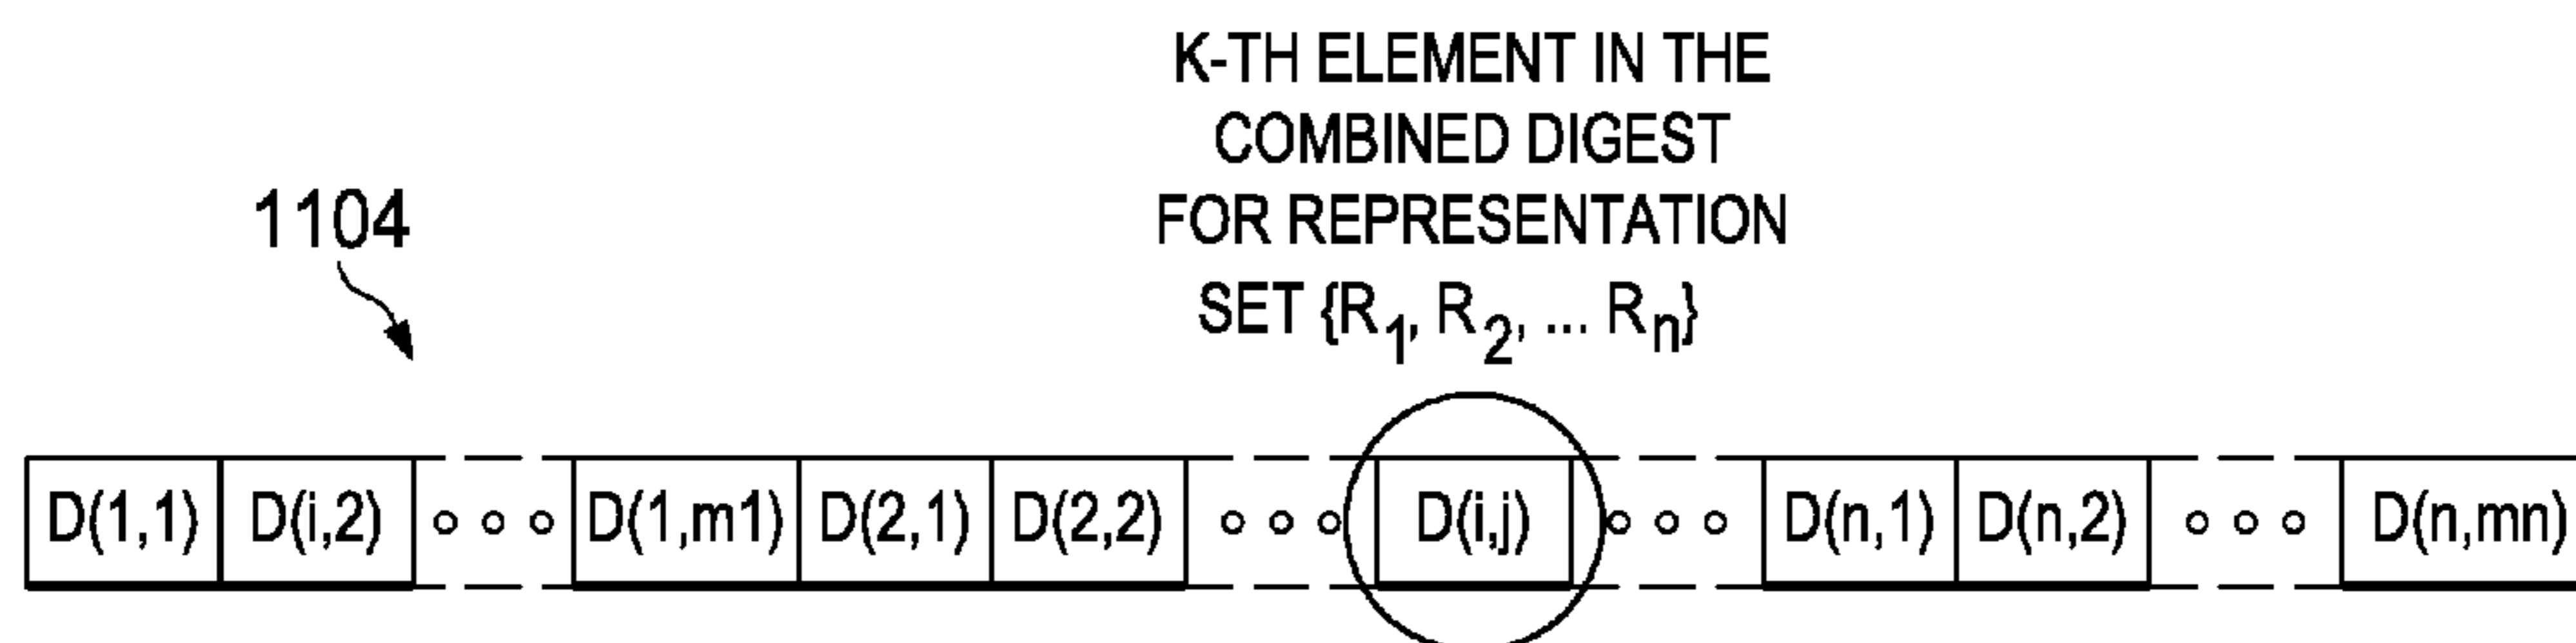 K-TH ELEMENT IN THE
COMBINED DIGEST
FOR REPRESENTATION
SET {R1, R2, ... Rn}
1104
D(1,1) D(i,2) D(1,m1) D(2,1) D(2,2) D(i,j) D(n,1) D(n,2) D(n,mn)